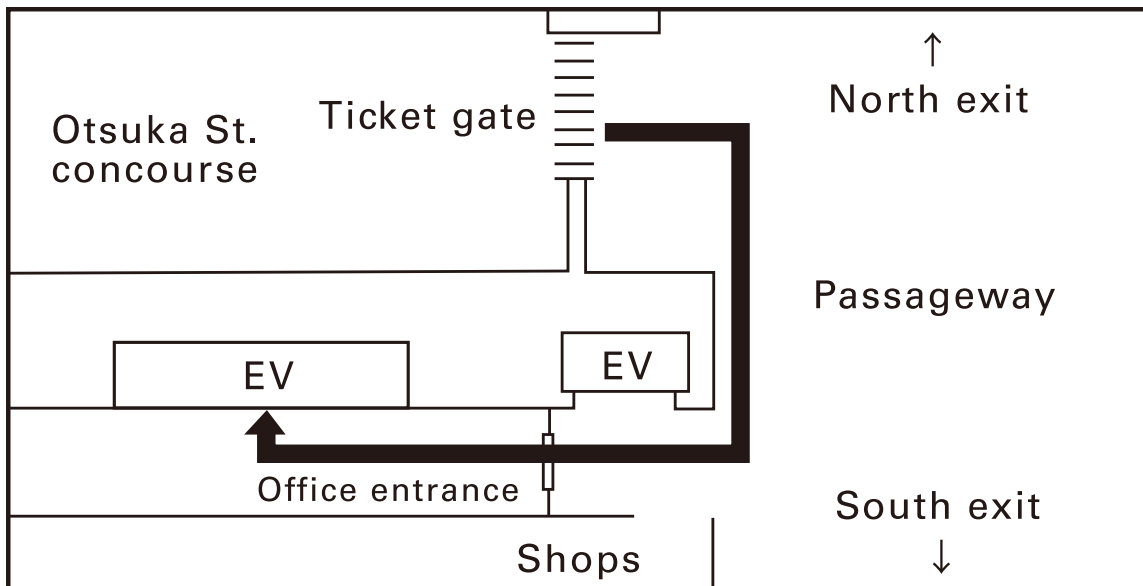 ↑
North exit
Ticket gate
Otsuka St.
concourse
Passageway
EV
EV
Office entrance
South exit
↓
Shops